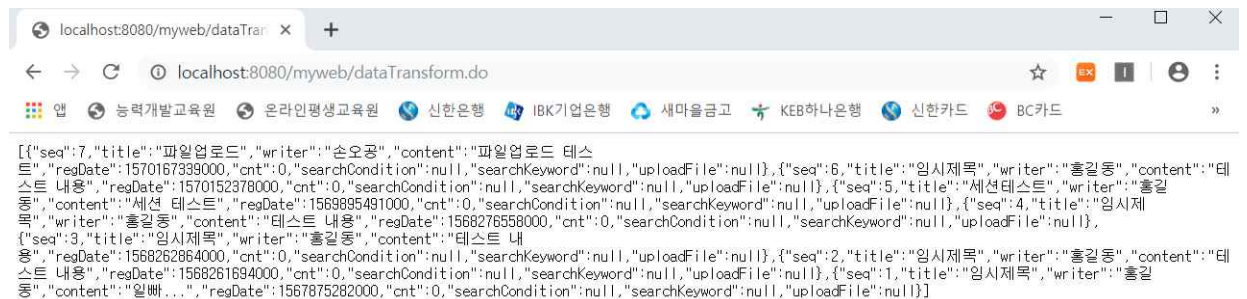 localhost:8080/myweb/dataTran
localhost:8080/myweb/dataTransform.do
앱 능력개발교육원 온라인평생교육원 신한은행 IBK기업은행 새마을금고 KEB하나은행 신한카드 BC카드 »
[{"seq":7,"title":"파일업로드","writer":"손오공","content":"파일업로드 테스
트","regDate":1570167339000,"cnt":0,"searchCondition":null,"searchKeyword":null,"uploadFile":null},{"seq":6,"title":"임시제목","writer":"홍길동","content":"테
스트 내용","regDate":1570152378000,"cnt":0,"searchCondition":null,"searchKeyword":null,"uploadFile":null},{"seq":5,"title":"세션테스트","writer":"홍길
동","content":"세션 테스트","regDate":1569895491000,"cnt":0,"searchCondition":null,"searchKeyword":null,"uploadFile":null},{"seq":4,"title":"임시제
목","writer":"홍길동","content":"테스트 내용","regDate":1568276558000,"cnt":0,"searchCondition":null,"searchKeyword":null,"uploadFile":null},
{"seq":3,"title":"임시제목","writer":"홍길동","content":"테스트 내
용","regDate":1568262864000,"cnt":0,"searchCondition":null,"searchKeyword":null,"uploadFile":null},{"seq":2,"title":"임시제목","writer":"홍길동","content":"테
스트 내용","regDate":1568261694000,"cnt":0,"searchCondition":null,"searchKeyword":null,"uploadFile":null},{"seq":1,"title":"임시제목","writer":"홍길
동","content":"일빠...","regDate":1567875282000,"cnt":0,"searchCondition":null,"searchKeyword":null,"uploadFile":null}]